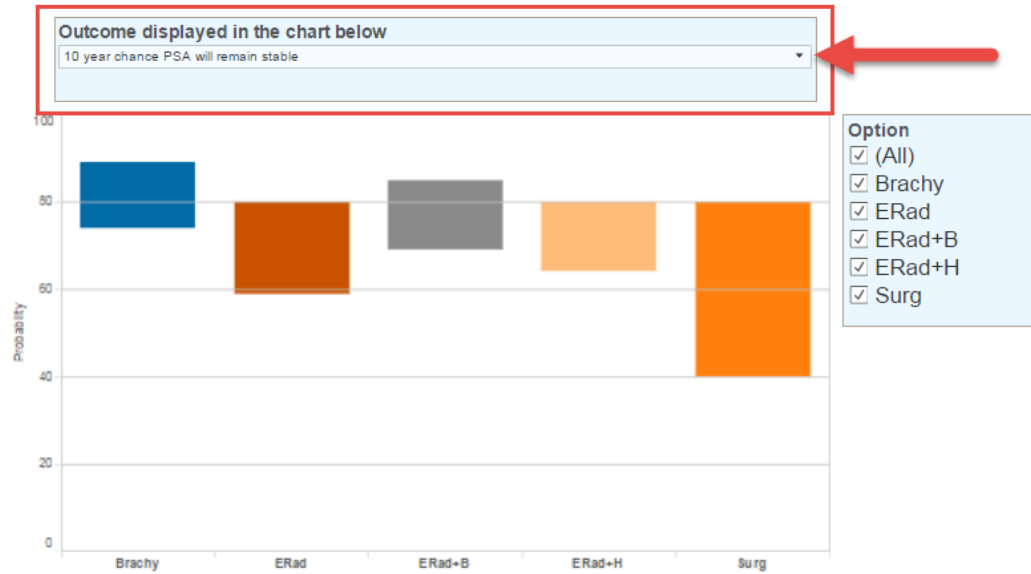 Outcome displayed in the chart below
10 year chance PSA will remain stable
100
80
60
40
20
0
Probability
Brachy
ERad
ERad+B
ERad+H
Surg
Option
(All)
Brachy
ERad
ERad+B
ERad+H
Surg